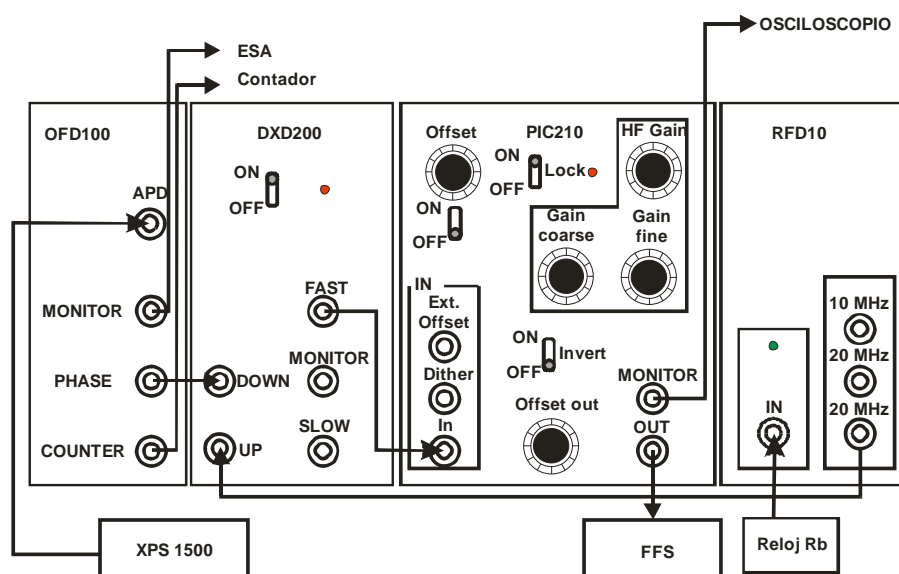 OSCILOSCOPIO
ESA
Contador
OFD100
APD
MONITOR
PHASE
COUNTER
DXD200
ON
OFF
FAST
MONITOR
DOWN
SLOW
UP
PIC210
Offset
ON
OFF
ON
OFF
Lock
HF Gain
Gain
coarse
Gain
fine
IN
Ext.
Offset
Dither
In
ON
OFF
Invert
Offset out
MONITOR
OUT
RFD10
IN
10 MHz
20 MHz
20 MHz
XPS 1500
FFS
Reloj Rb